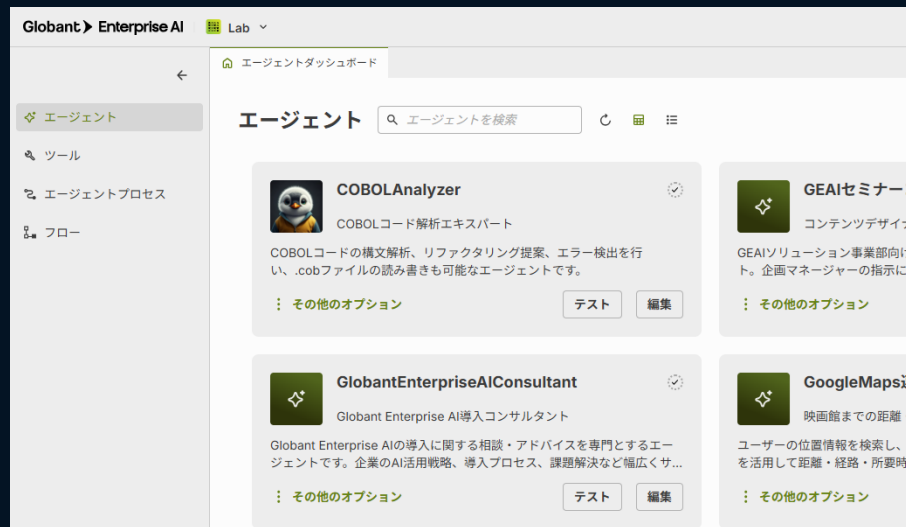 Globant Enterprise AI Lab
エージェントダッシュボード
エージェント
ツール
エージェントプロセス
フロー
エージェント エージェントを検索
COBOLAnalyzer
COBOLコード解析エキスパート
COBOLコードの構文解析、リファクタリング提案、エラー検出を行
い、.cobファイルの読み書きも可能なエージェントです。
その他のオプション テスト 編集
GEAIセミナー
コンテンツデザイナ
GEAIソリューション事業部向け
ト。企画マネージャーの指示に
その他のオプション
GlobantEnterpriseAIConsultant
Globant Enterprise AI導入コンサルタント
Globant Enterprise AIの導入に関する相談・アドバイスを専門とするエー
ジェントです。企業のAI活用戦略、導入プロセス、課題解決など幅広くサ...
その他のオプション テスト 編集
GoogleMaps
映画館までの距離
ユーザーの位置情報を検索し、
を活用して距離・経路・所要時
その他のオプション